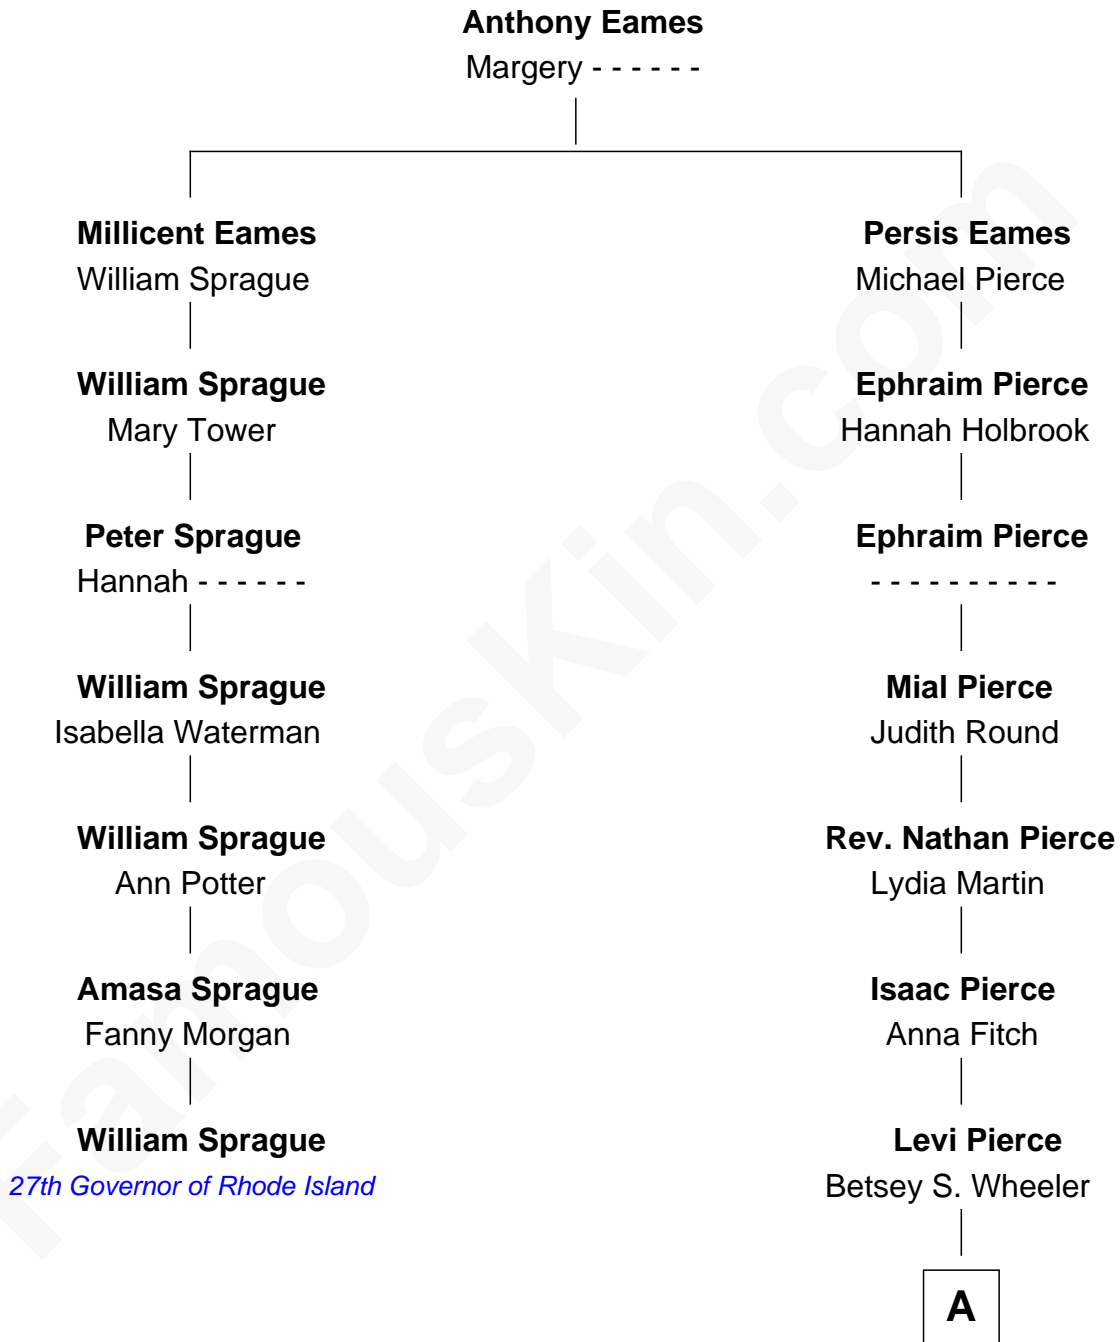 Anthony Eames
Margery - - - - - -
Millicent Eames
William Sprague
Persis Eames
Michael Pierce
William Sprague
Mary Tower
Ephraim Pierce
Hannah Holbrook
Peter Sprague
Hannah - - - - - -
Ephraim Pierce
- - - - - - - - - -
William Sprague
Isabella Waterman
Mial Pierce
Judith Round
William Sprague
Ann Potter
Rev. Nathan Pierce
Lydia Martin
Amasa Sprague
Fanny Morgan
Isaac Pierce
Anna Fitch
William Sprague
27th Governor of Rhode Island
Levi Pierce
Betsey S. Wheeler
A
FamousKin.com